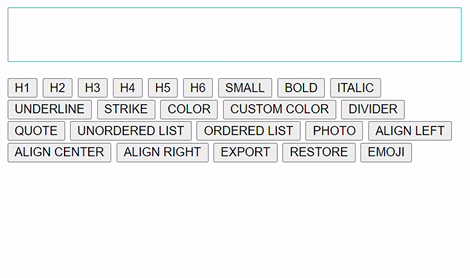 H1 H2 H3 H4 H5 H6 SMALL BOLD ITALIC
UNDERLINE STRIKE COLOR CUSTOM COLOR DIVIDER
QUOTE UNORDERED LIST ORDERED LIST PHOTO ALIGN LEFT
ALIGN CENTER ALIGN RIGHT EXPORT RESTORE EMOJI